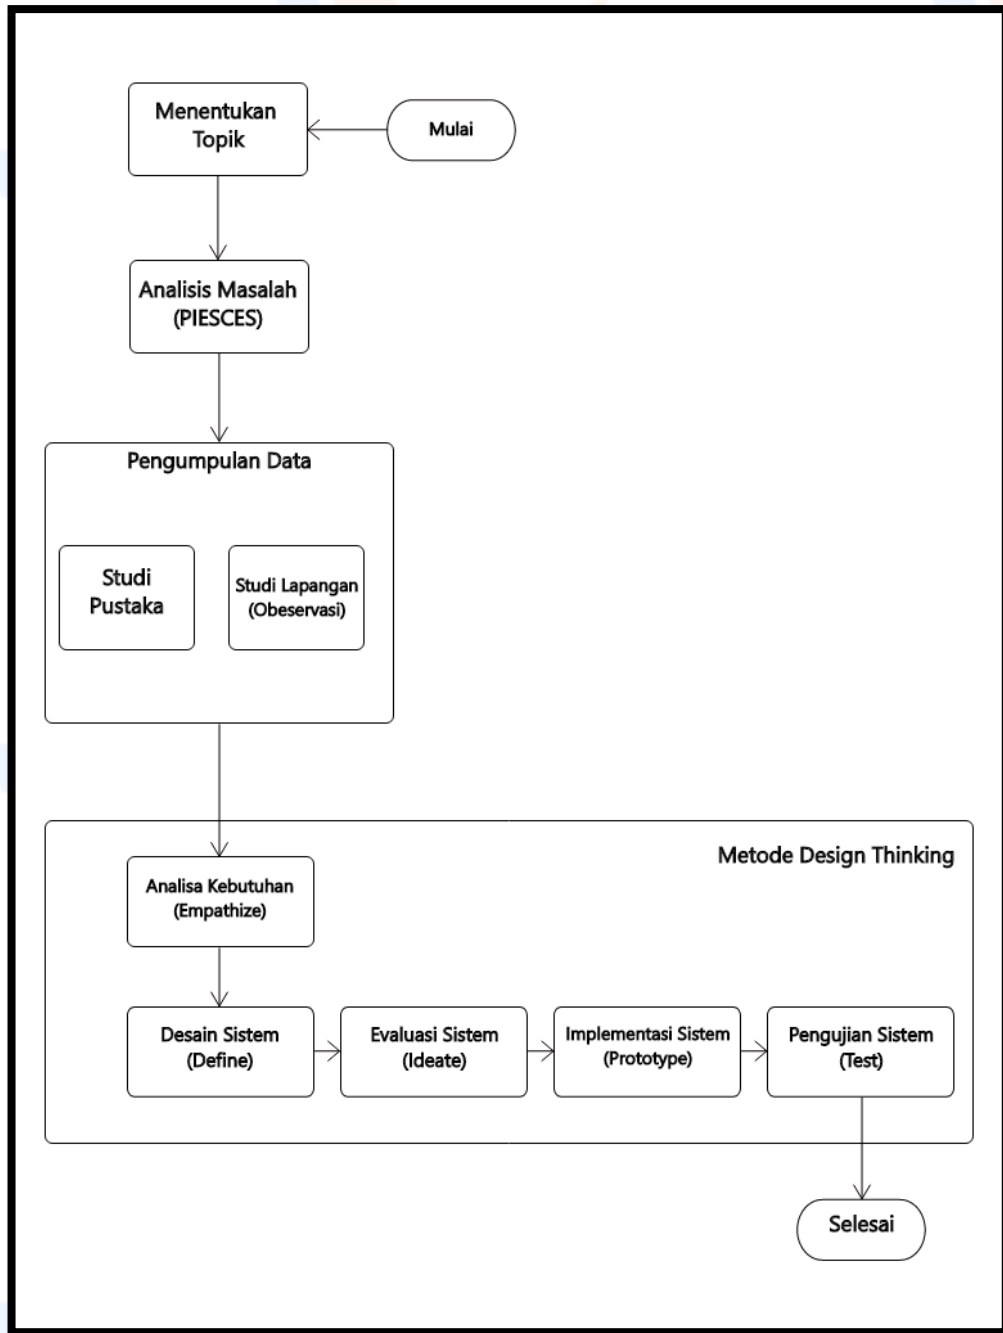 Mulai
Menentukan
Topik
Analisis Masalah
(PIESCES)
Pengumpulan Data
Studi
Pustaka
Studi Lapangan
(Obeservasi)
Metode Design Thinking
Analisa Kebutuhan
(Empathize)
Desain Sistem
(Define)
Evaluasi Sistem
(Ideate)
Implementasi Sistem
(Prototype)
Pengujian Sistem
(Test)
Selesai